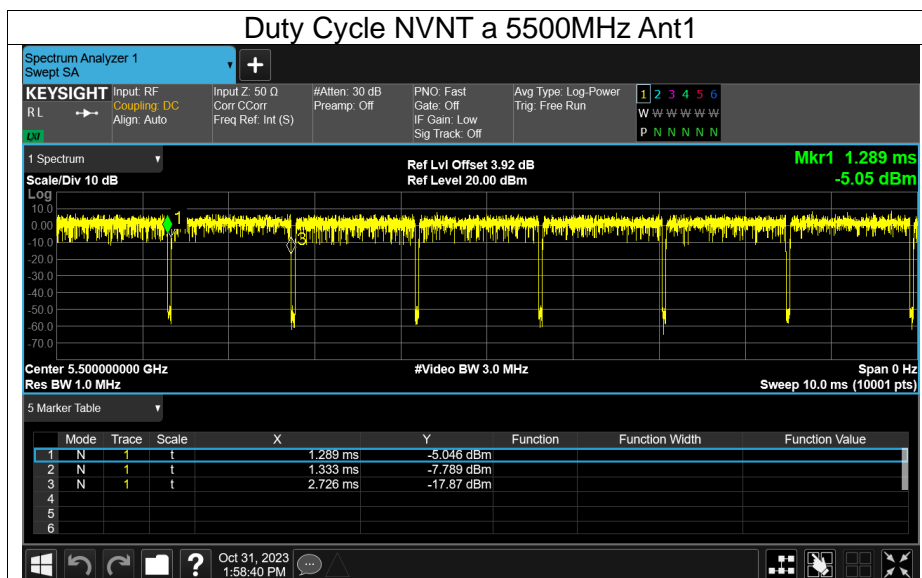 Duty Cycle NVNT a 5500MHz Ant1
Spectrum Analyzer 1
Swept SA
+
KEYSIGHT Input: RF Input Z: 50 Ω #Atten: 30 dB PNO: Fast Avg Type: Log-Power 1 2 3 4 5 6
R L Coupling: DC Corr CCorr Preamp: Off Gate: Off Trig: Free Run W W W W W W
Align: Auto Freq Ref: Int (S) IF Gain: Low
LXI Sig Track: Off P N N N N N
1 Spectrum Ref Lvl Offset 3.92 dB Mkr1 1.289 ms
Scale/Div 10 dB Ref Level 20.00 dBm -5.05 dBm
Log
10.0
0.00 1
-10.0 3
-20.0
-30.0
-40.0
-50.0
-60.0
-70.0
Center 5.500000000 GHz #Video BW 3.0 MHz Span 0 Hz
Res BW 1.0 MHz Sweep 10.0 ms (10001 pts)
5 Marker Table
Mode Trace Scale X Y Function Function Width Function Value
1 N 1 t 1.289 ms -5.046 dBm
2 N 1 t 1.333 ms -7.789 dBm
3 N 1 t 2.726 ms -17.87 dBm
4
5
6
? Oct 31, 2023
1:58:40 PM